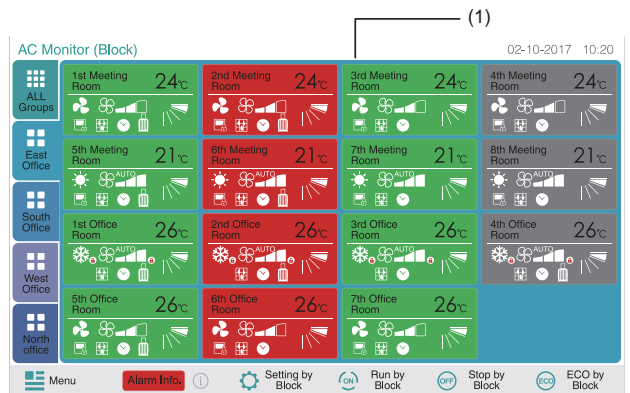 (1)
AC Monitor (Block) 02-10-2017 10:20
ALL
Groups
East
Office
South
Office
West
Office
North
office
1st Meeting
Room 24°C
2nd Meeting
Room 24°C
3rd Meeting
Room 24°C
4th Meeting
Room 24°C
5th Meeting
Room 21°C
AUTO
6th Meeting
Room 21°C
AUTO
7th Meeting
Room 21°C
AUTO
8th Meeting
Room 21°C
AUTO
1st Office
Room 26°C
AUTO
2nd Office
Room 26°C
AUTO
3rd Office
Room 26°C
AUTO
4th Office
Room 26°C
AUTO
5th Office
Room 26°C
6th Office
Room 26°C
7th Office
Room 26°C
Menu
Alarm Info.
i
Setting by
Block
ON
Run by
Block
OFF
Stop by
Block
ECO
ECO by
Block